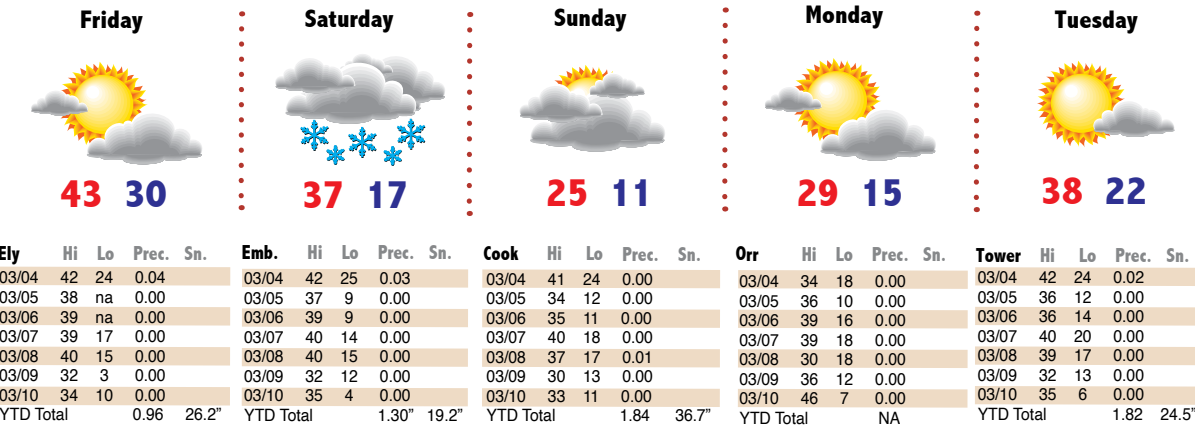 Friday Saturday Sunday Monday Tuesday
43 30 37 17 25 11 29 15 38 22
Ely Hi Lo Prec. Sn.
03/04 42 24 0.04
03/05 38 na 0.00
03/06 39 na 0.00
03/07 39 17 0.00
03/08 40 15 0.00
03/09 32 3 0.00
03/10 34 10 0.00
YTD Total 0.96 26.2”
Emb. Hi Lo Prec. Sn.
03/04 42 25 0.03
03/05 37 9 0.00
03/06 39 9 0.00
03/07 40 14 0.00
03/08 40 15 0.00
03/09 32 12 0.00
03/10 35 4 0.00
YTD Total 1.30” 19.2”
Cook Hi Lo Prec. Sn.
03/04 41 24 0.00
03/05 34 12 0.00
03/06 35 11 0.00
03/07 40 18 0.00
03/08 37 17 0.01
03/09 30 13 0.00
03/10 33 11 0.00
YTD Total 1.84 36.7”
Orr Hi Lo Prec. Sn.
03/04 34 18 0.00
03/05 36 10 0.00
03/06 39 16 0.00
03/07 39 18 0.00
03/08 30 18 0.00
03/09 36 12 0.00
03/10 46 7 0.00
YTD Total NA
Tower Hi Lo Prec. Sn.
03/04 42 24 0.02
03/05 36 12 0.00
03/06 36 14 0.00
03/07 40 20 0.00
03/08 39 17 0.00
03/09 32 13 0.00
03/10 35 6 0.00
YTD Total 1.82 24.5”